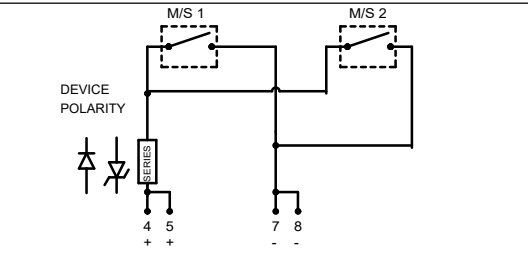 M/S 1 M/S 2
DEVICE
POLARITY
SERIES
4 5 7 8
+ + - -